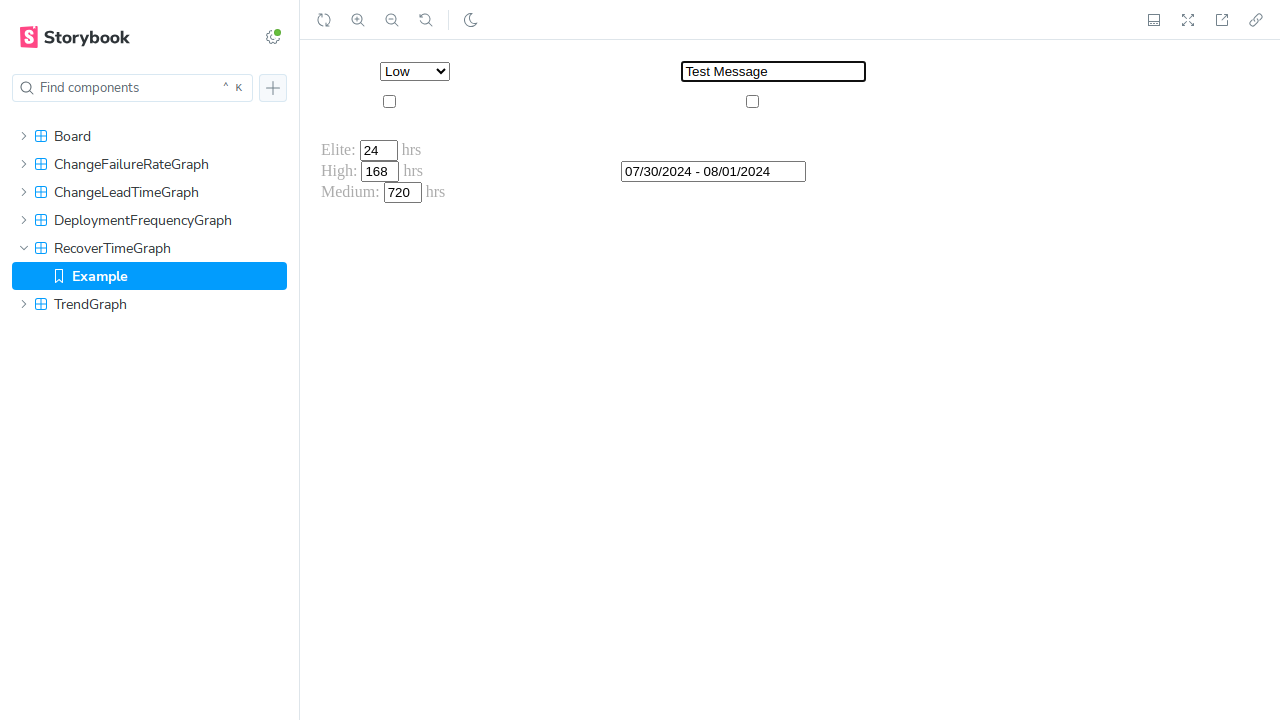 Storybook
Find components
^ K
Board
ChangeFailureRateGraph
ChangeLeadTimeGraph
DeploymentFrequencyGraph
RecoverTimeGraph
Example
TrendGraph
Low
Test Message
Elite: 24 hrs
High: 168 hrs
Medium: 720 hrs
07/30/2024 - 08/01/2024